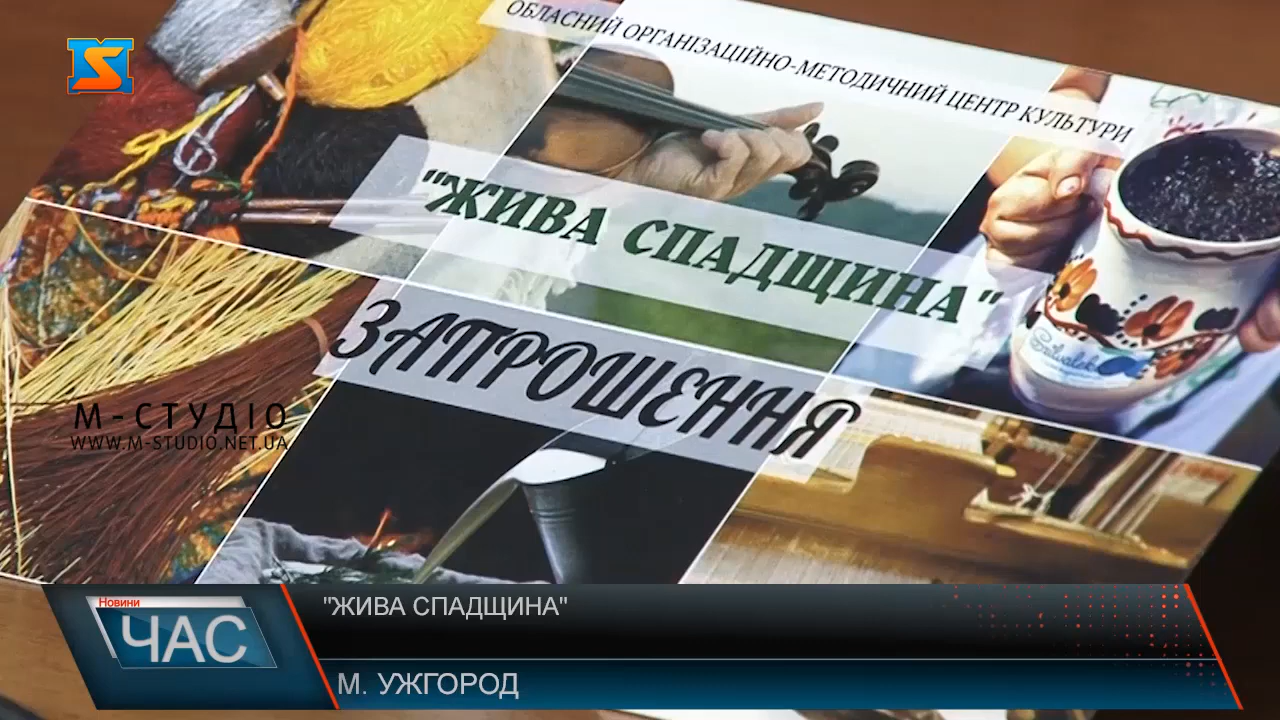 ОБЛАСНИЙ ОРГАНІЗАЦІЙНО-МЕТОДИЧНИЙ ЦЕНТР КУЛЬТУРИ
"ЖИВА СПАДЩИНА"
ЗАПРОШЕННЯ
М-СТУДІО
WWW.M-STUDIO.NET.UA
Новини
ЧАС
"ЖИВА СПАДЩИНА"
М. УЖГОРОД